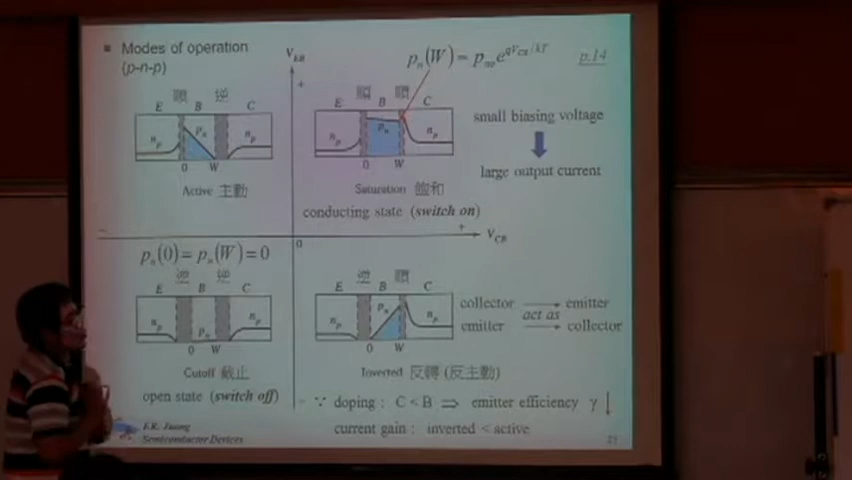 Modes of operation
(p-n-p)
V_EB
p_n(W) = p_no e^{qV_CB/kT}
p.14
+
順 逆
E B C
n_p p_n n_p
0 W
Active 主動
順 順
E B C
n_p p_n n_p
0 W
Saturation 飽和
conducting state (switch on)
small biasing voltage
large output current
− 0 + V_CB
p_n(0) = p_n(W) = 0
逆 逆
E B C
n_p p_n n_p
0 W
Cutoff 截止
open state (switch off)
逆 順
E B C
n_p p_n n_p
0 W
Inverted 反轉 (反主動)
collector → emitter
act as
emitter → collector
−
∵ doping : C < B ⇒ emitter efficiency γ ↓
current gain : inverted < active
Semiconductor Devices
21